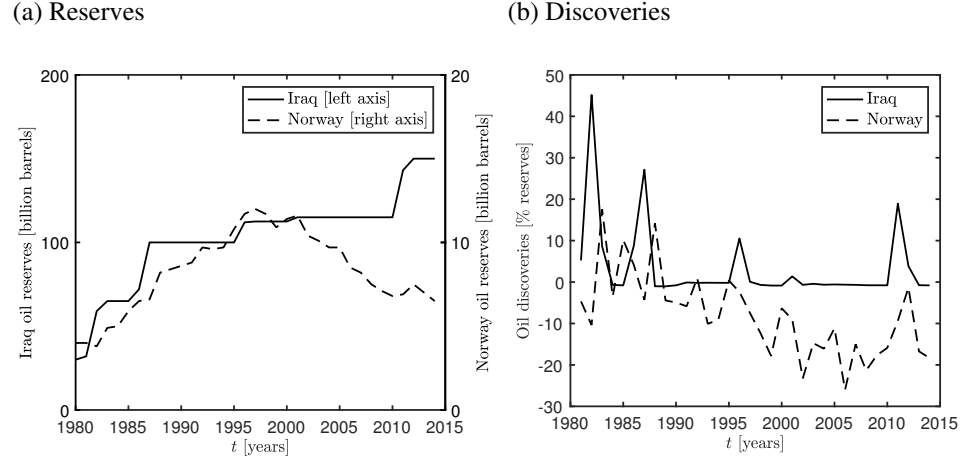 (a) Reserves
200
100
0
Iraq oil reserves [billion barrels]
Iraq [left axis]
Norway [right axis]
20
10
0
Norway oil reserves [billion barrels]
1980 1985 1990 1995 2000 2005 2010 2015
t [years]
(b) Discoveries
50
40
30
20
10
0
-10
-20
-30
Oil discoveries [% reserves]
Iraq
Norway
1980 1985 1990 1995 2000 2005 2010 2015
t [years]